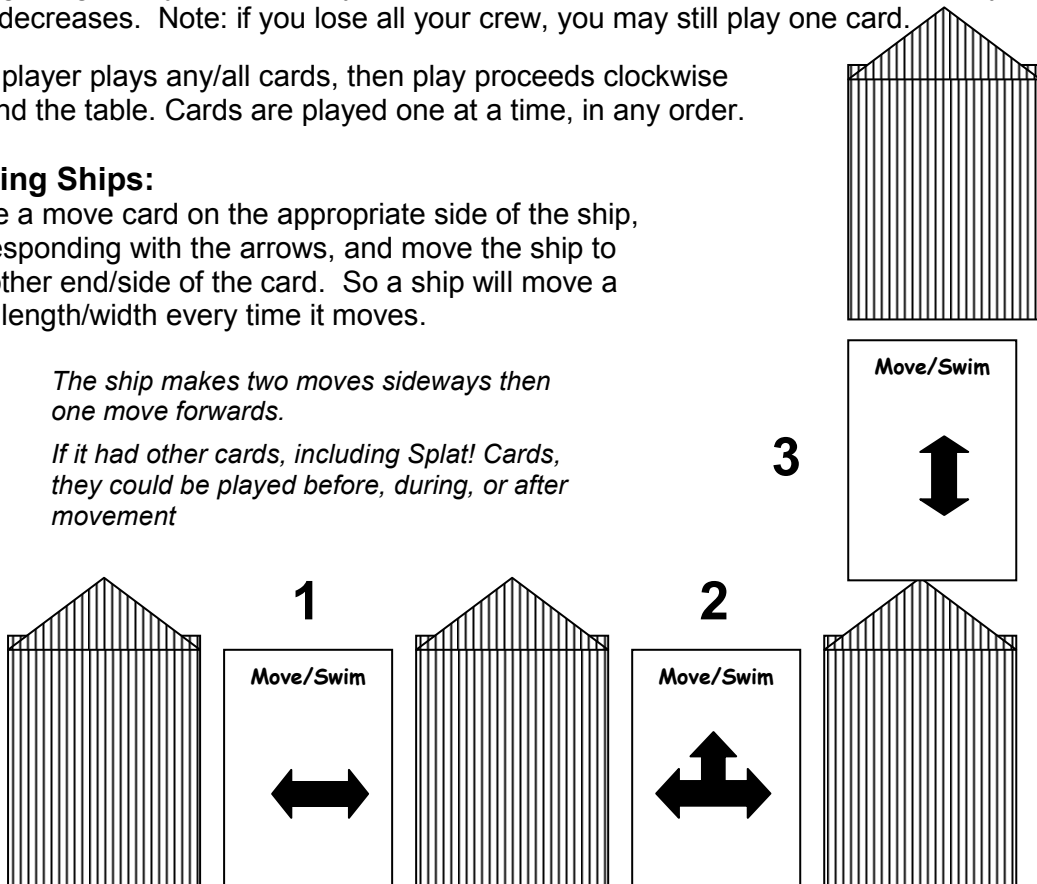 decreases.  Note: if you lose all your crew, you may still play one card.
player plays any/all cards, then play proceeds clockwise
nd the table. Cards are played one at a time, in any order.
ing Ships:
e a move card on the appropriate side of the ship,
esponding with the arrows, and move the ship to
other end/side of the card.  So a ship will move a
length/width every time it moves.
The ship makes two moves sideways then
one move forwards.
If it had other cards, including Splat! Cards,
they could be played before, during, or after
movement
Move/Swim
3
1
2
Move/Swim
Move/Swim